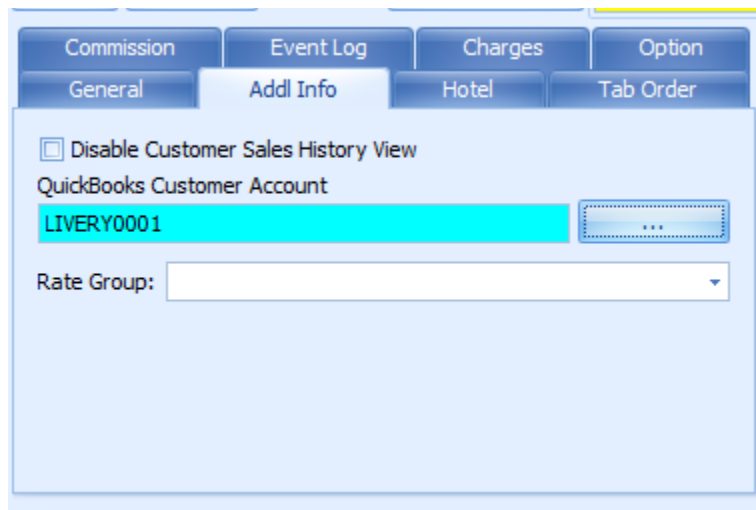 Commission Event Log Charges Option
General Addl Info Hotel Tab Order
Disable Customer Sales History View
QuickBooks Customer Account
LIVERY0001 ...
Rate Group: